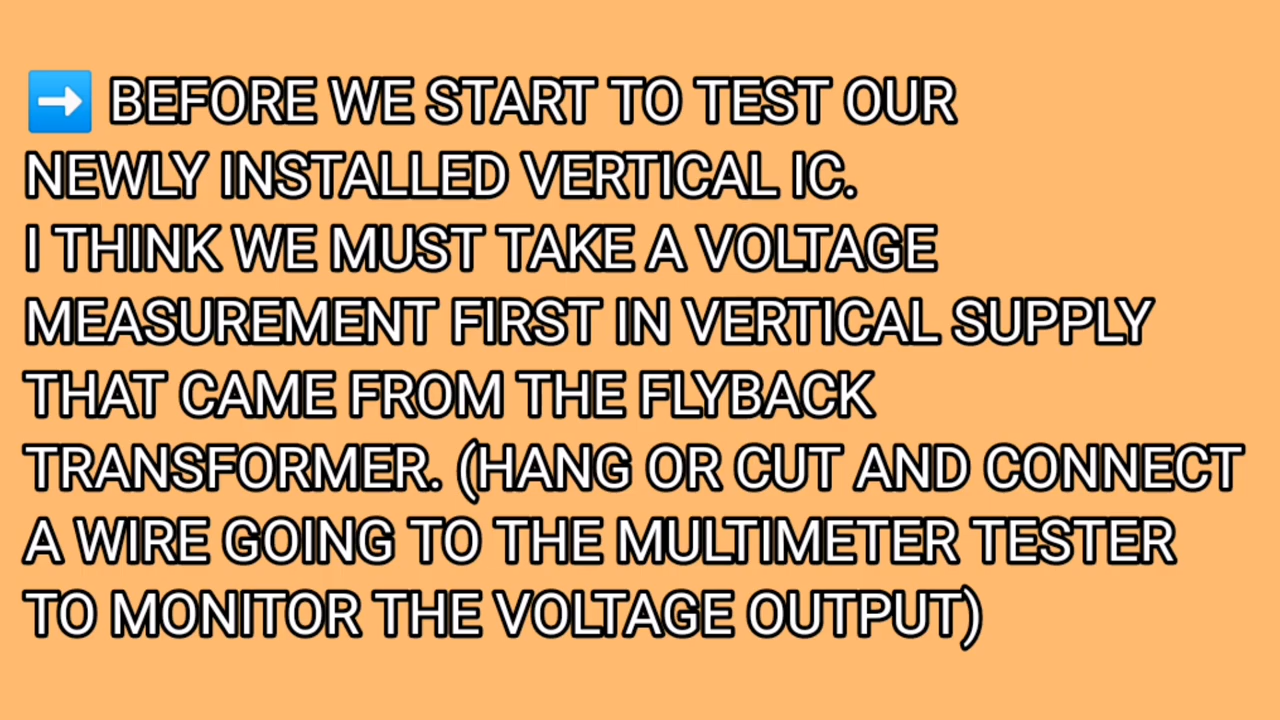 ➡️ BEFORE WE START TO TEST OUR
NEWLY INSTALLED VERTICAL IC.
I THINK WE MUST TAKE A VOLTAGE
MEASUREMENT FIRST IN VERTICAL SUPPLY
THAT CAME FROM THE FLYBACK
TRANSFORMER. (HANG OR CUT AND CONNECT
A WIRE GOING TO THE MULTIMETER TESTER
TO MONITOR THE VOLTAGE OUTPUT)